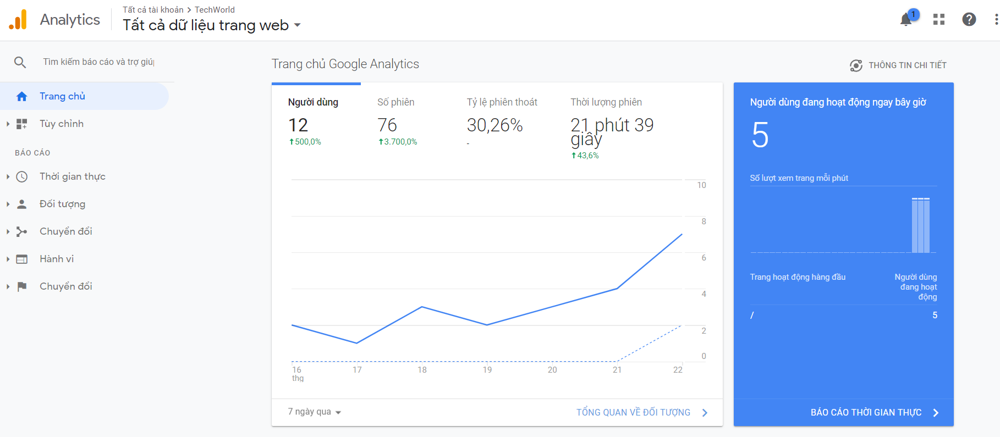 Analytics
Tất cả tài khoản > TechWorld
Tất cả dữ liệu trang web
1
Tìm kiếm báo cáo và trợ giúp
Trang chủ
Tùy chỉnh
BÁO CÁO
Thời gian thực
Đối tượng
Chuyển đổi
Hành vi
Chuyển đổi
Trang chủ Google Analytics
THÔNG TIN CHI TIẾT
Người dùng
12
500,0%
Số phiên
76
3.700,0%
Tỷ lệ phiên thoát
30,26%
-
Thời lượng phiên
21 phút 39
giây
43,6%
10
8
6
4
2
0
16
thg
17
18
19
20
21
22
7 ngày qua
TỔNG QUAN VỀ ĐỐI TƯỢNG
Người dùng đang hoạt động ngay bây giờ
5
Số lượt xem trang mỗi phút
Trang hoạt động hàng đầu
Người dùng
đang hoạt
động
/
5
BÁO CÁO THỜI GIAN THỰC